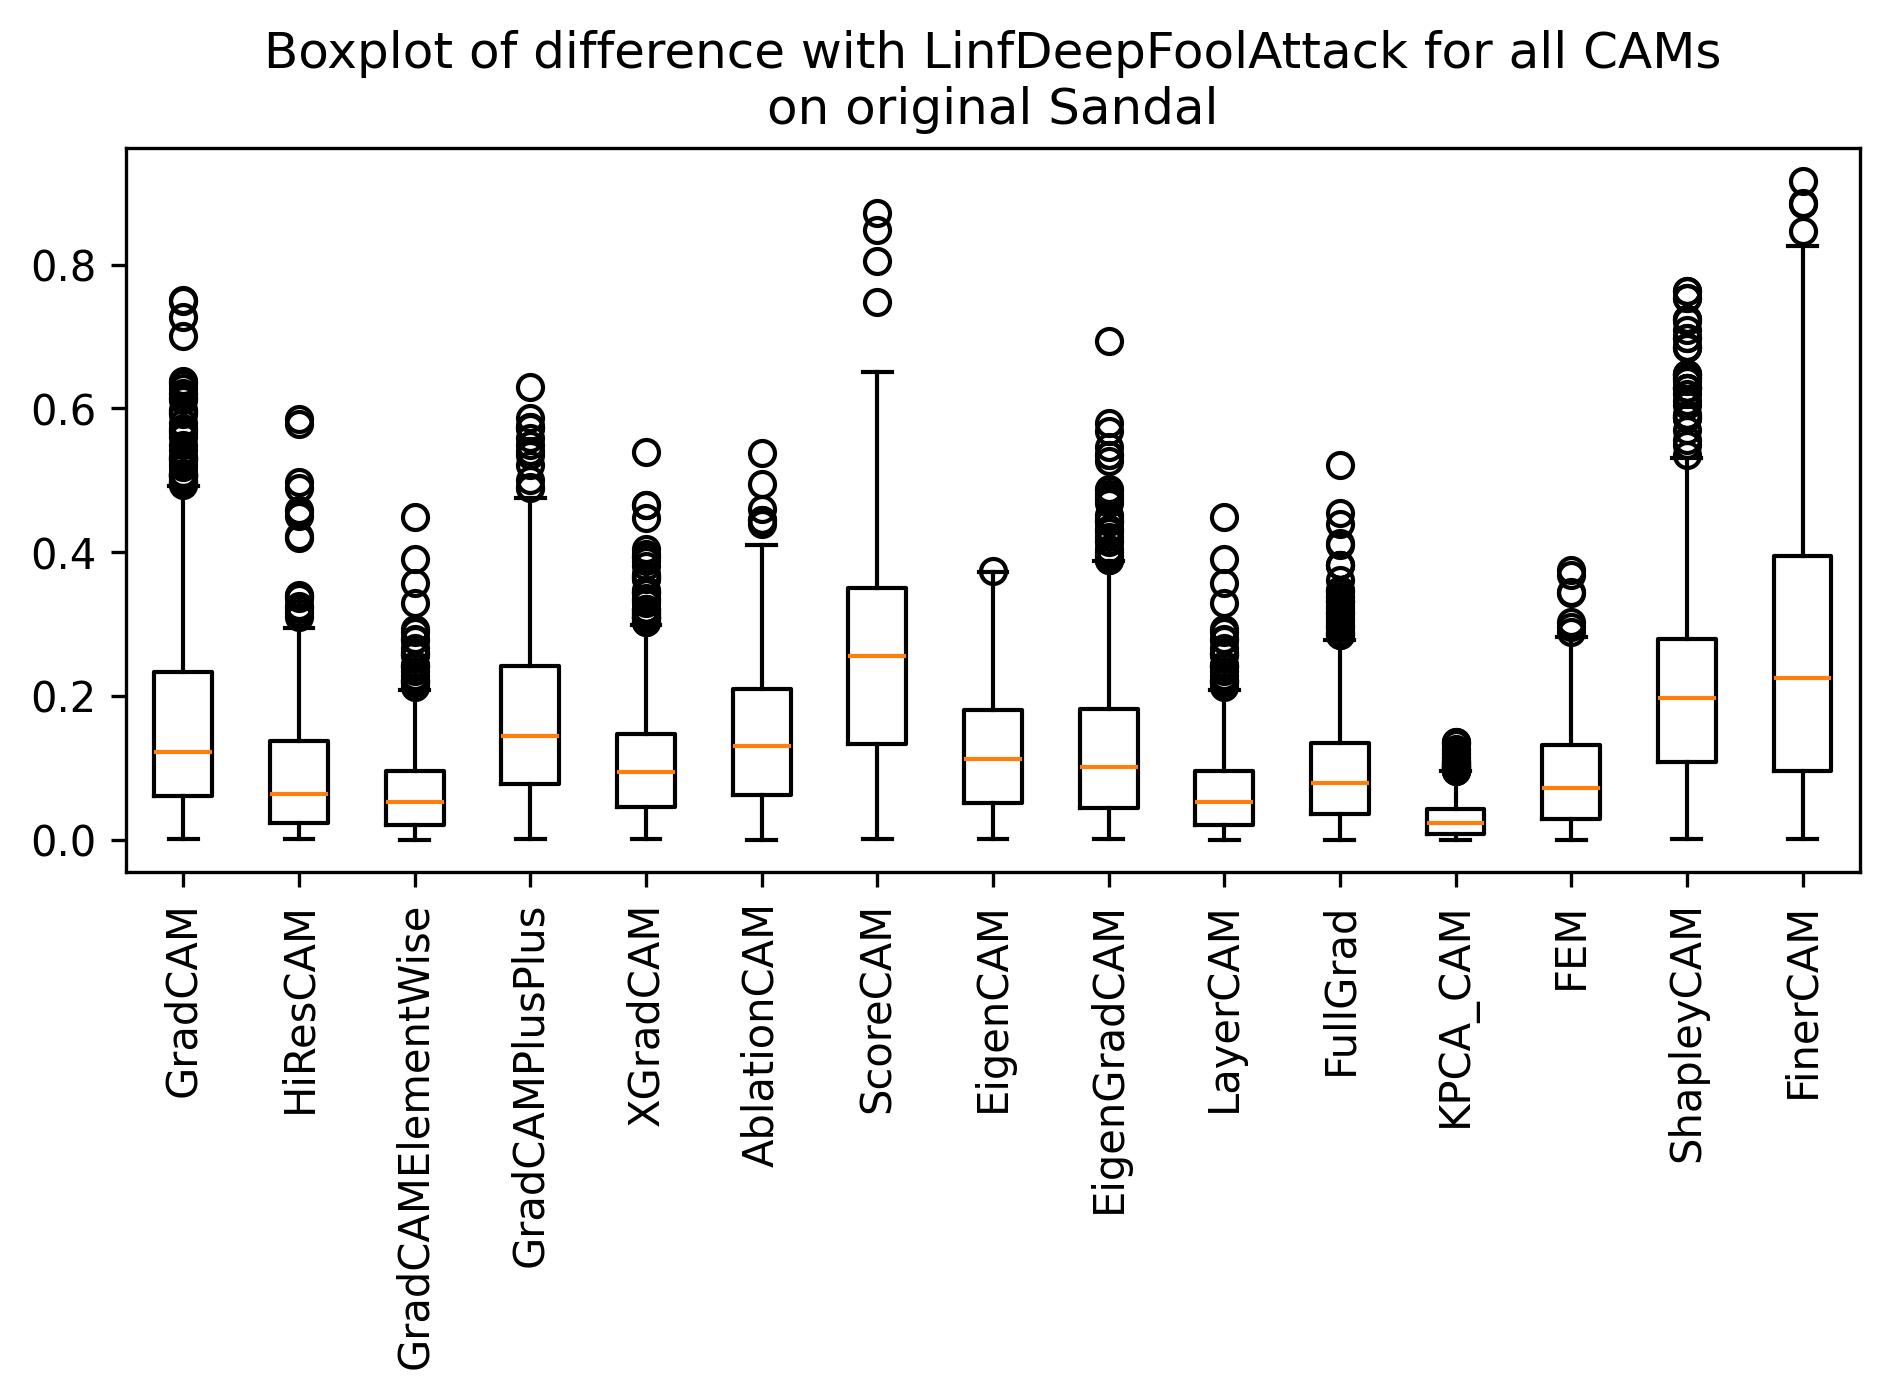 Boxplot of difference with LinfDeepFoolAttack for all CAMs
on original Sandal
0.8
0.6
0.4
0.2
0.0
GradCAM
HiResCAM
GradCAMElementWise
GradCAMPlusPlus
XGradCAM
AblationCAM
ScoreCAM
EigenCAM
EigenGradCAM
LayerCAM
FullGrad
KPCA_CAM
FEM
ShapleyCAM
FinerCAM